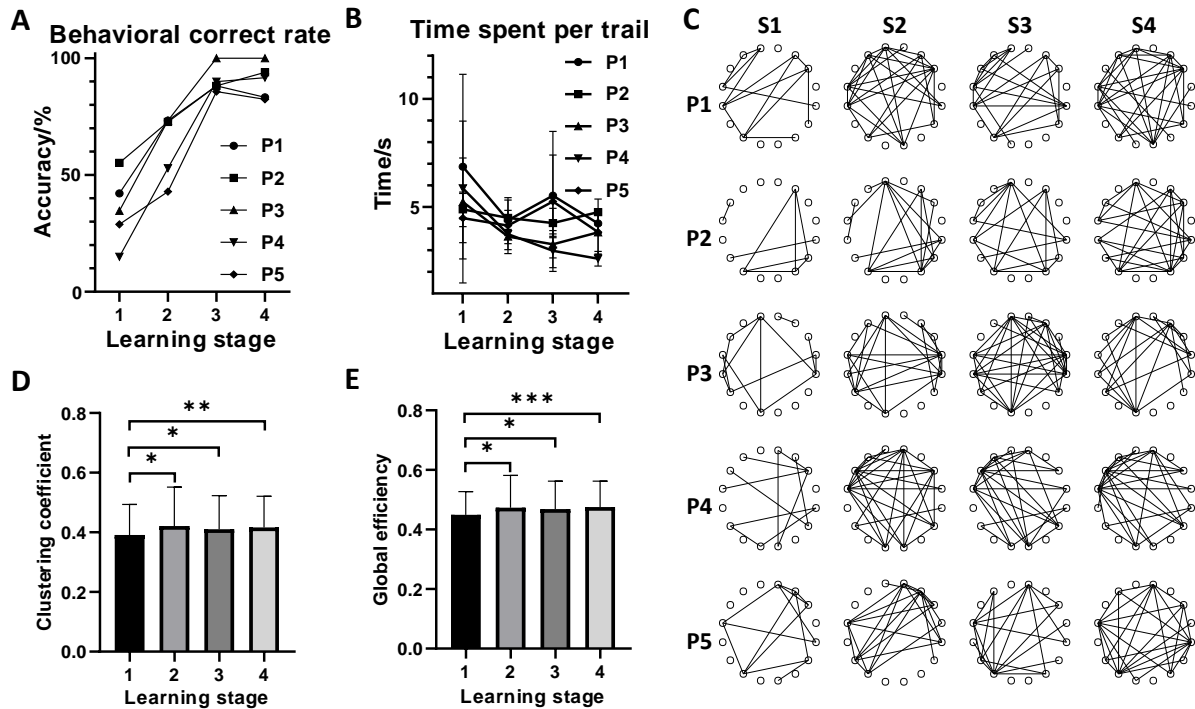 A
Behavioral correct rate
100
50
0
Accuracy/%
P1
P2
P3
P4
P5
1 2 3 4
Learning stage
B
Time spent per trail
10
5
Time/s
P1
P2
P3
P4
P5
1 2 3 4
Learning stage
C
S1 S2 S3 S4
P1
P2
P3
P4
P5
D
0.8
0.6
0.4
0.2
0.0
Clustering coefficient
**
*
*
1 2 3 4
Learning stage
E
0.8
0.6
0.4
0.2
0.0
Global efficiency
***
*
*
1 2 3 4
Learning stage